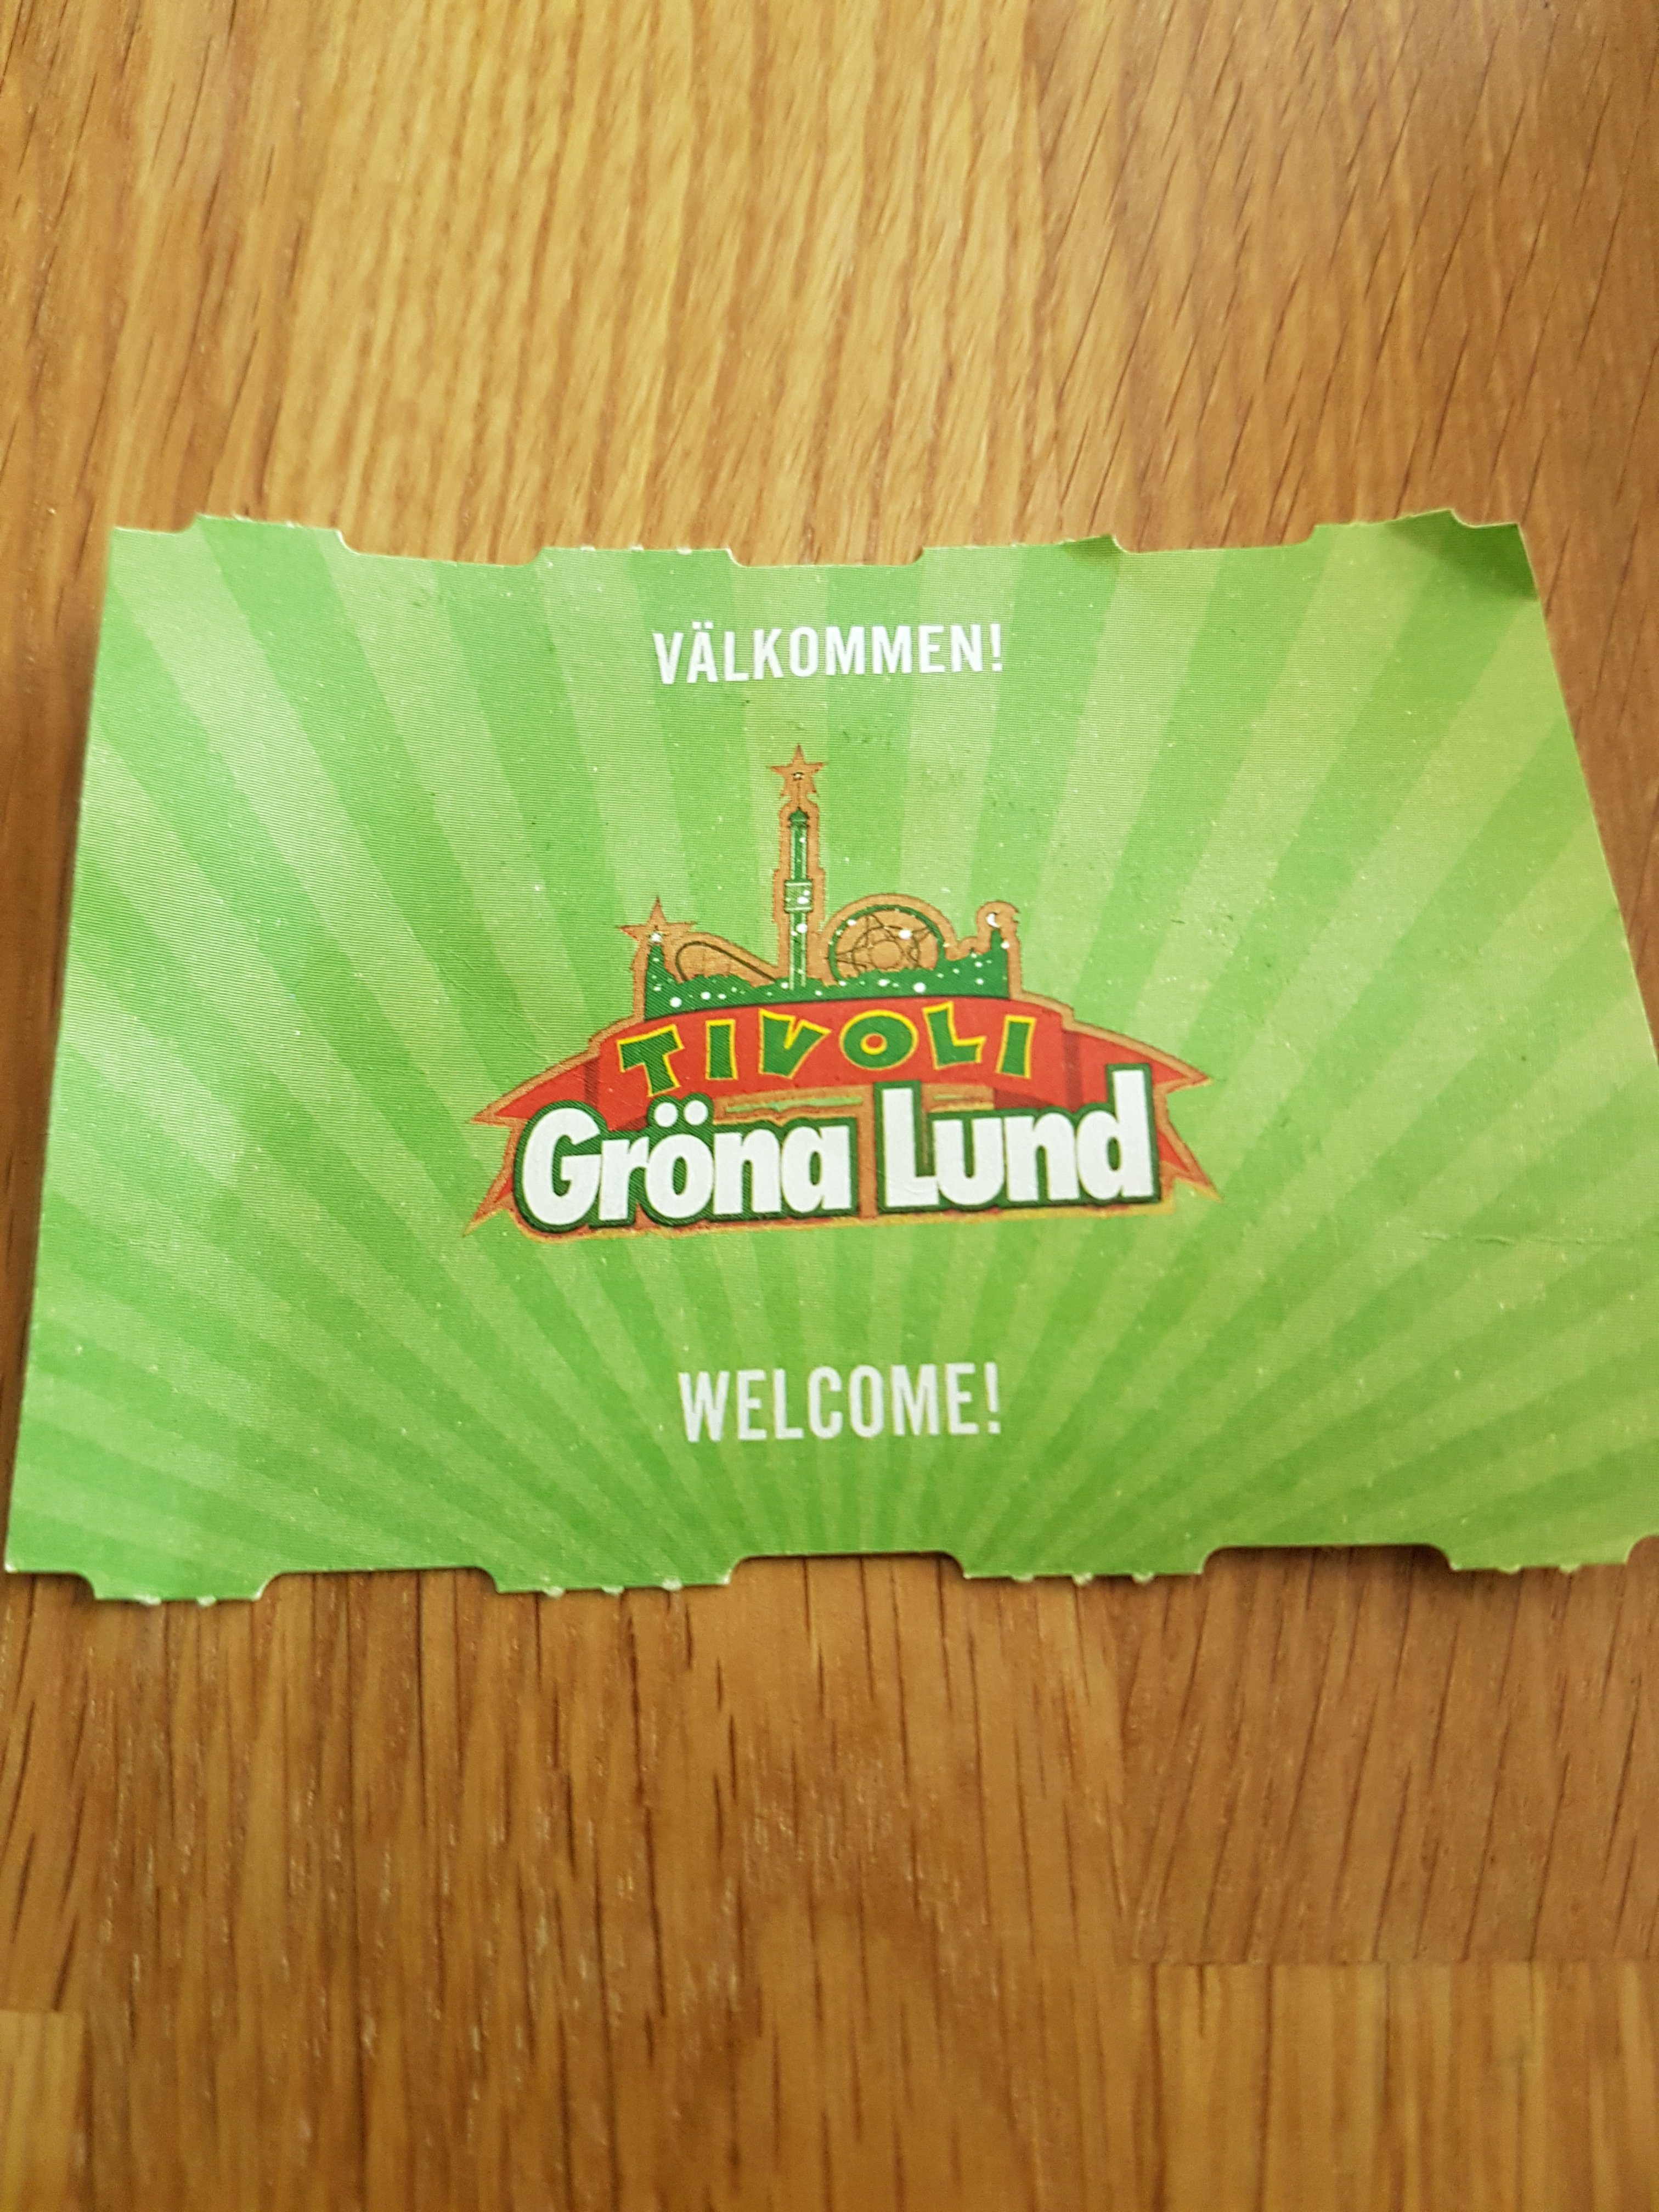 VÄLKOMMEN!
TIVOLI
Gröna Lund
WELCOME!